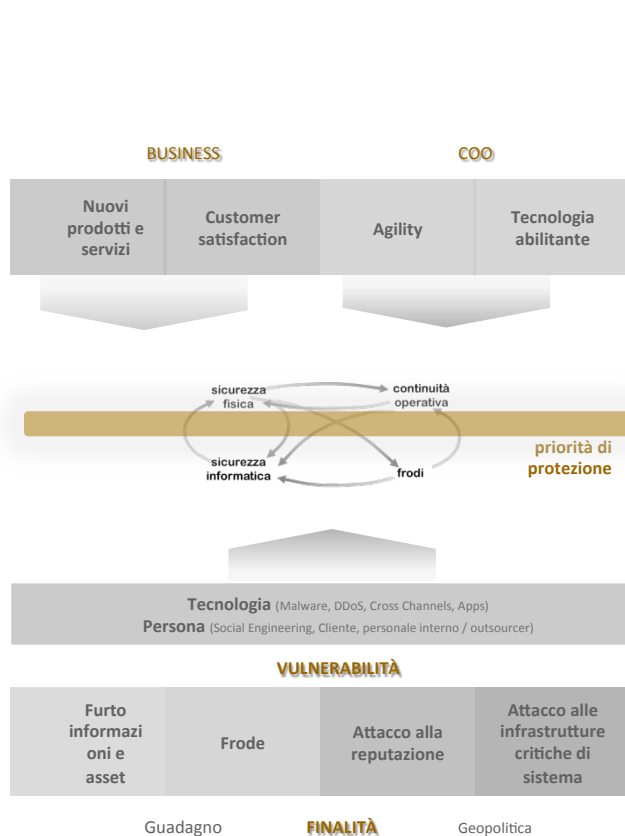 BUSINESS COO
Nuovi
prodotti e
servizi
Customer
satisfaction
Agility
Tecnologia
abilitante
sicurezza
fisica
continuità
operativa
sicurezza
informatica
frodi
priorità di
protezione
Tecnologia (Malware, DDoS, Cross Channels, Apps)
Persona (Social Engineering, Cliente, personale interno / outsourcer)
VULNERABILITÀ
Furto
informazi
oni e
asset
Frode
Attacco alla
reputazione
Attacco alle
infrastrutture
critiche di
sistema
Guadagno FINALITÀ Geopolitica